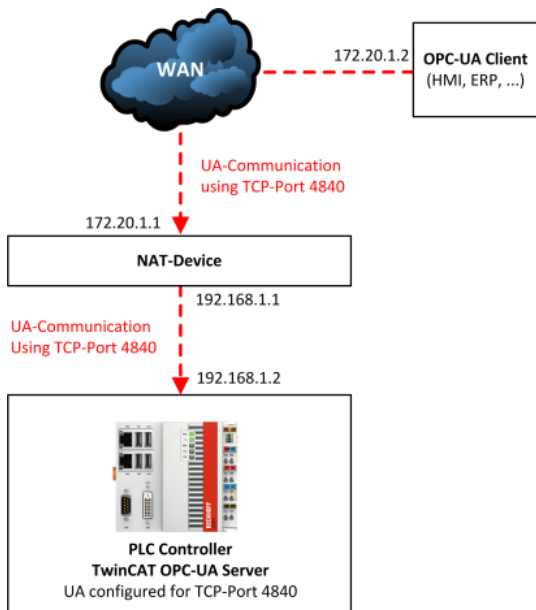 WAN
172.20.1.2
OPC-UA Client
(HMI, ERP, ...)
UA-Communication
using TCP-Port 4840
172.20.1.1
NAT-Device
192.168.1.1
UA-Communication
Using TCP-Port 4840
192.168.1.2
BECKHOFF
PLC Controller
TwinCAT OPC-UA Server
UA configured for TCP-Port 4840